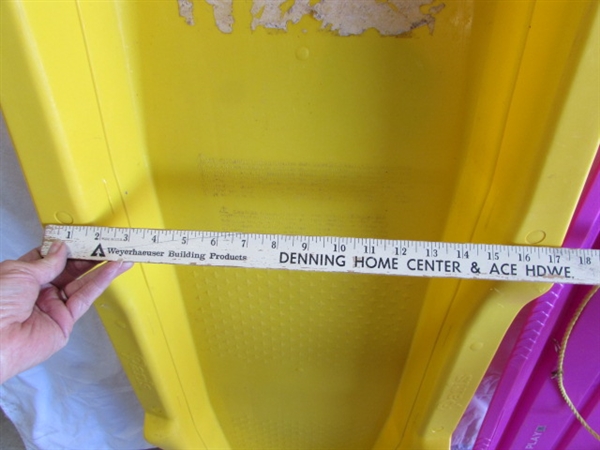 1 2 3 4 5 6 7 8 9 10 11 12 13 14 15 16 17 18
Weyerhaeuser Building Products DENNING HOME CENTER & ACE HDWE.
PLAY